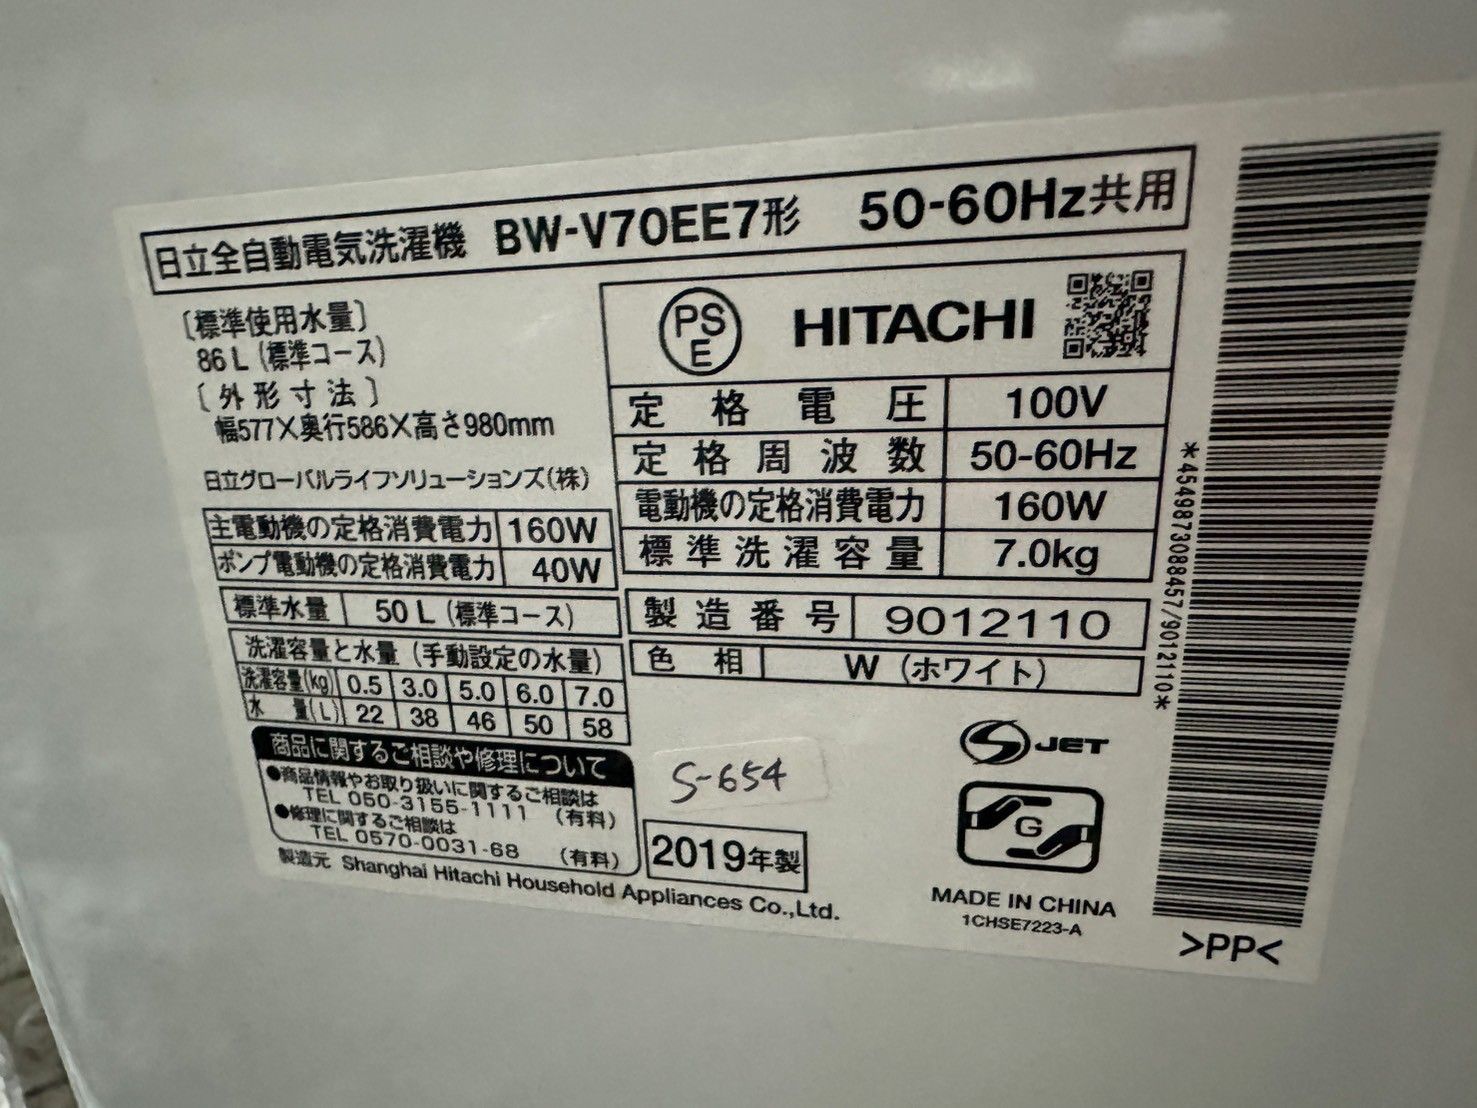 日立全自動電気洗濯機 BW-V70EE7形 50-60Hz共用
〔標準使用水量〕
86L（標準コース）
〔外形寸法〕
幅577×奥行586×高さ980mm
日立グローバルライフソリューションズ（株）
主電動機の定格消費電力 160W
ポンプ電動機の定格消費電力 40W
標準水量 50L（標準コース）
洗濯容量と水量（手動設定の水量）
洗濯容量(kg) 0.5 3.0 5.0 6.0 7.0
水量(L) 22 38 46 50 58
商品に関するご相談や修理について
●商品情報やお取り扱いに関するご相談は
TEL 050-3155-1111 （有料）
●修理に関するご相談は
TEL 0570-0031-68 （有料）
製造元 Shanghai Hitachi Household Appliances Co.,Ltd.
PS
E
HITACHI
定格電圧 100V
定格周波数 50-60Hz
電動機の定格消費電力 160W
標準洗濯容量 7.0kg
製造番号 9012110
色相 W（ホワイト）
S-654
2019年製
S JET
G
MADE IN CHINA
1CHSE7223-A
*4549873088457/9012110*
>PP<